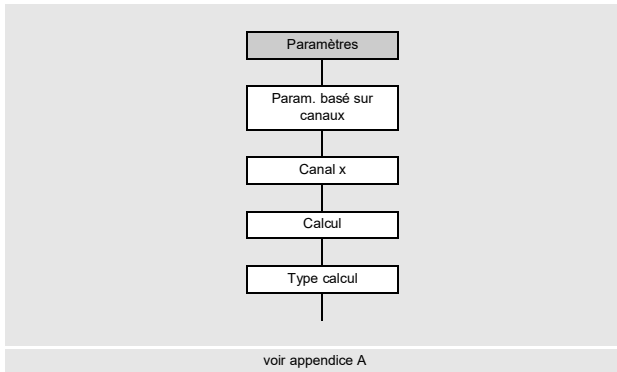 Paramètres
Param. basé sur
canaux
Canal x
Calcul
Type calcul
voir appendice A